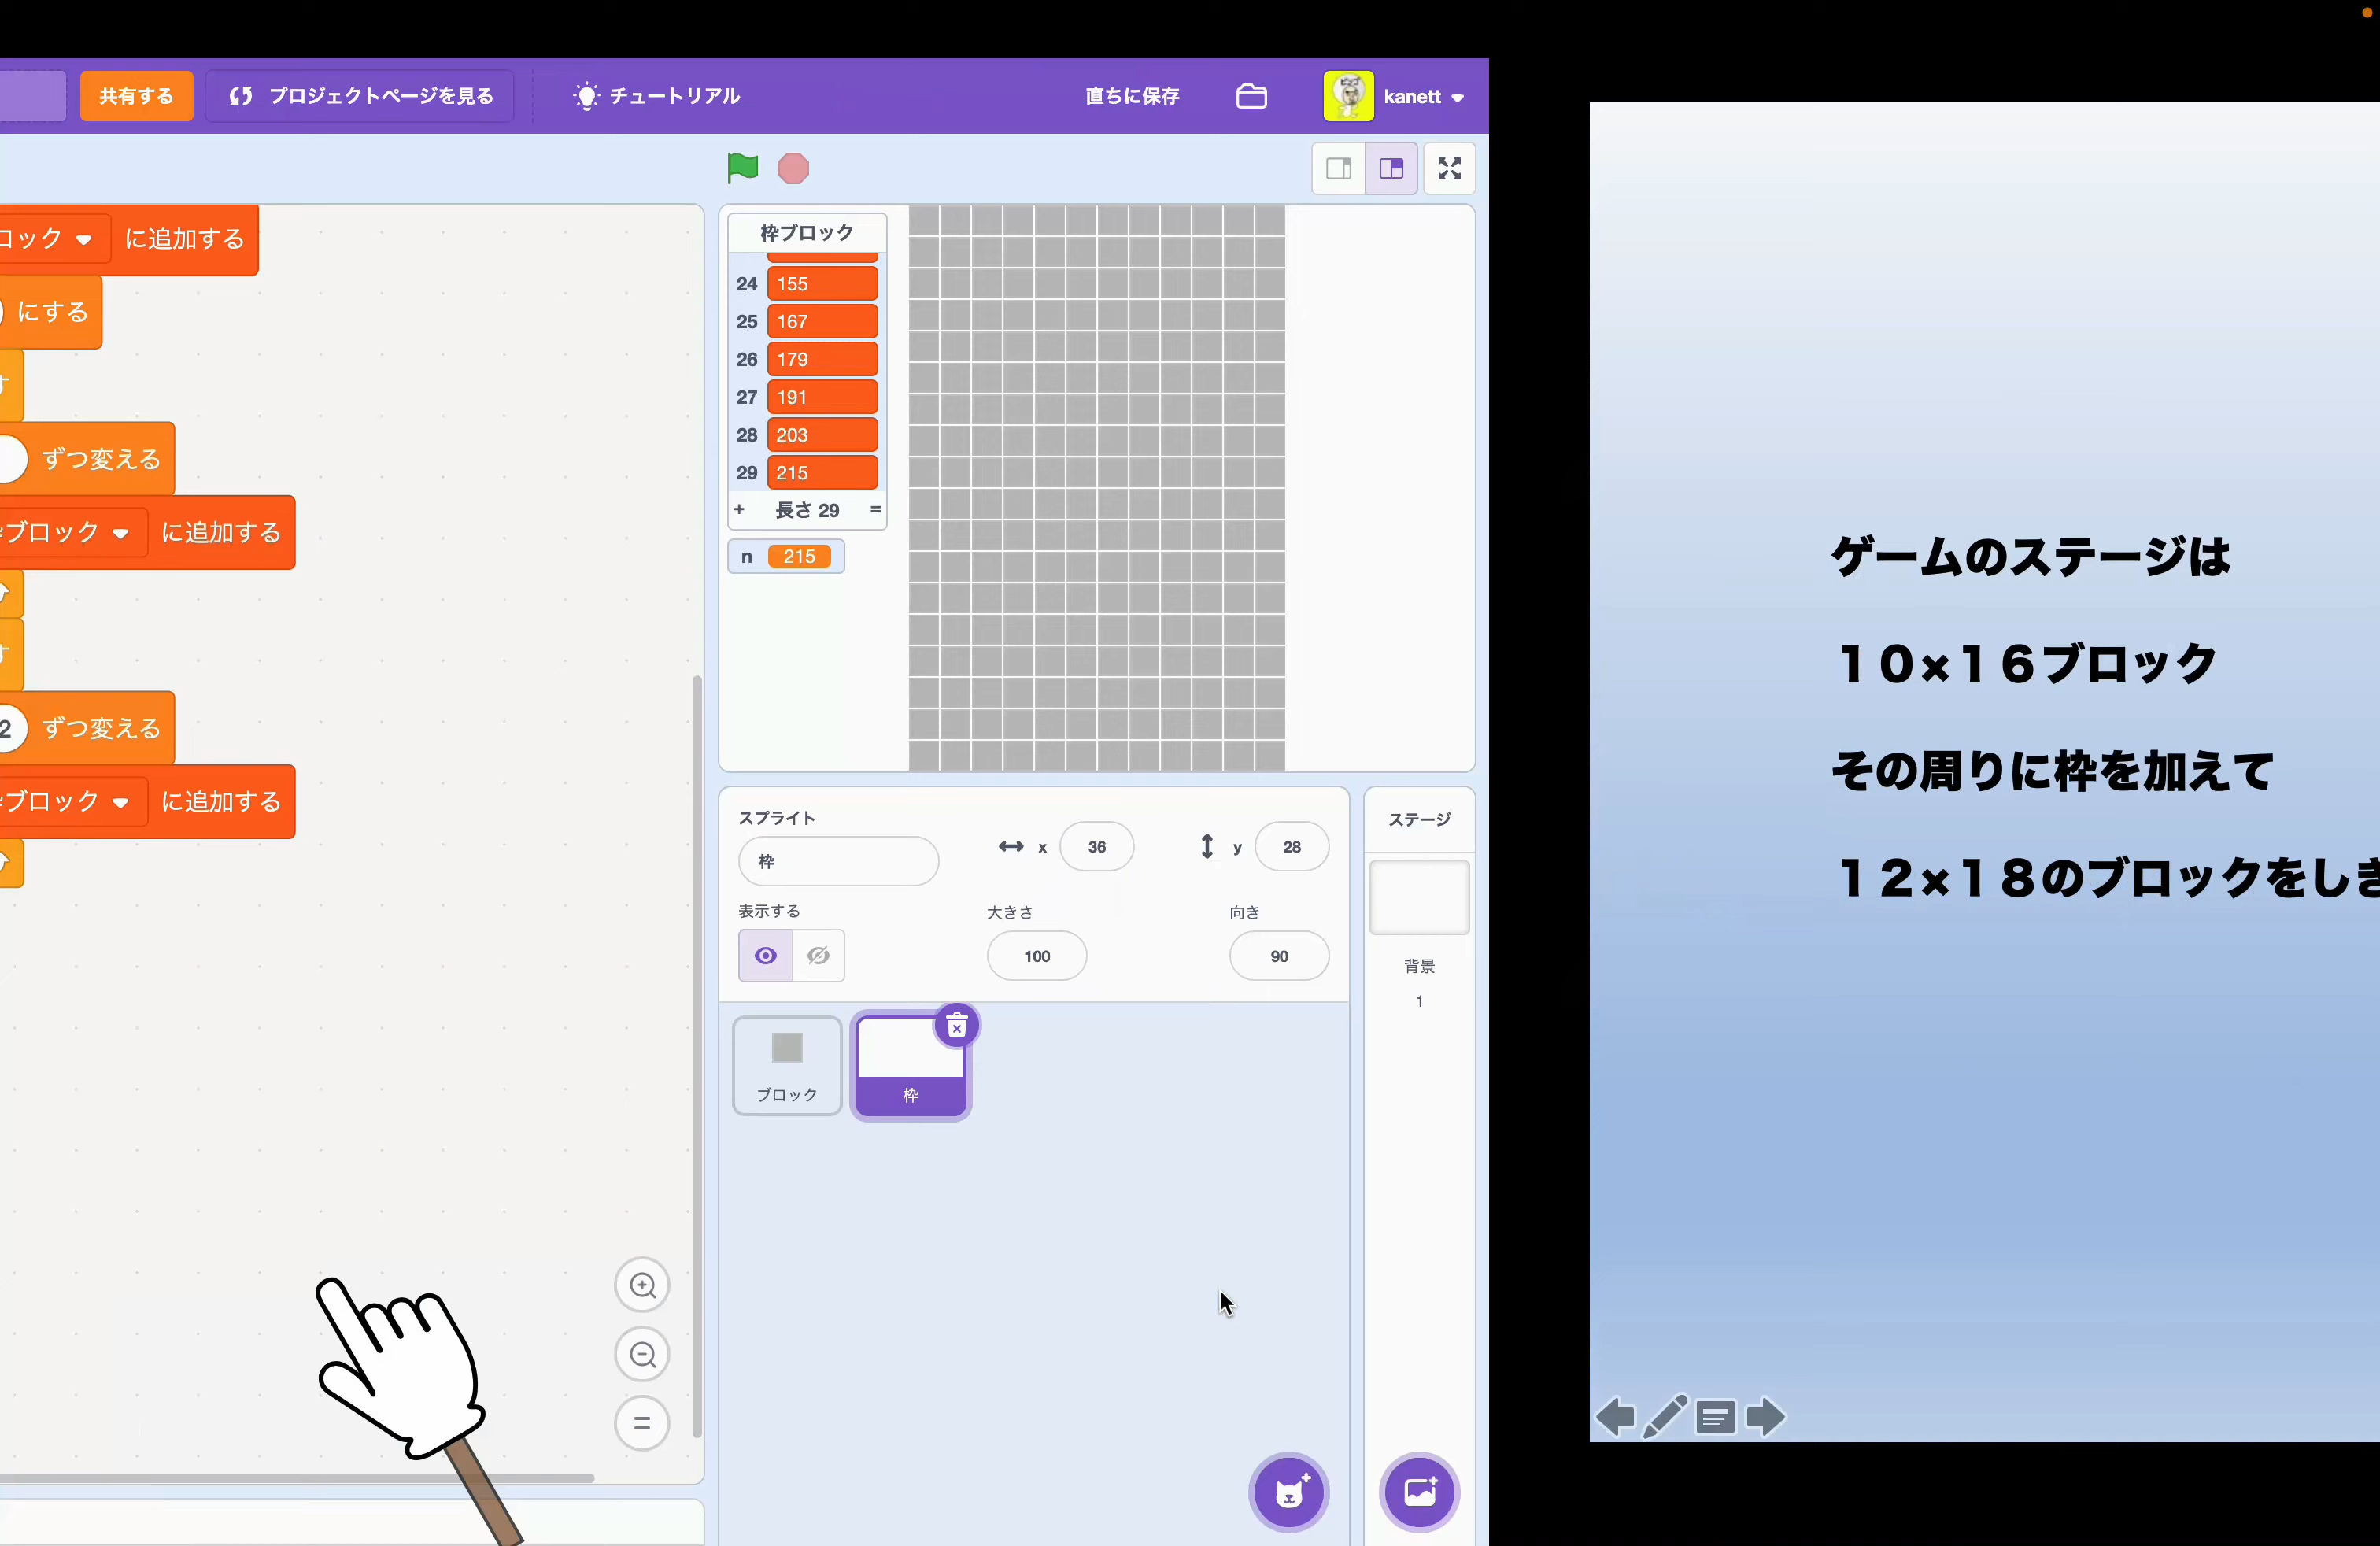 共有する
プロジェクトページを見る
チュートリアル
直ちに保存
kanett
ロック に追加する
にする
ずつ変える
ブロック に追加する
2 ずつ変える
ブロック に追加する
枠ブロック
24 155
25 167
26 179
27 191
28 203
29 215
+ 長さ 29 =
n 215
スプライト
枠
x 36
y 28
表示する
大きさ
100
向き
90
ブロック
枠
ステージ
背景
1
ゲームのステージは
10×16ブロック
その周りに枠を加えて
12×18のブロックをしき